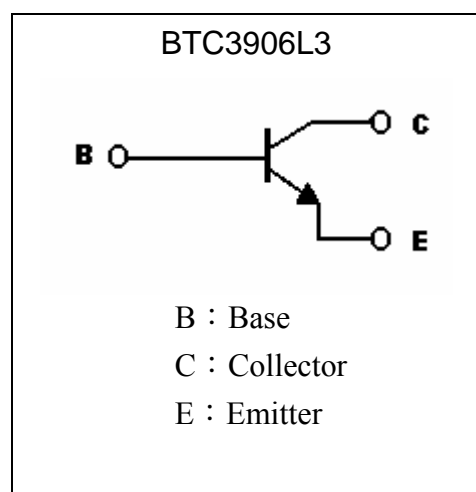 BTC3906L3
B C
E
B：Base
C：Collector
E：Emitter